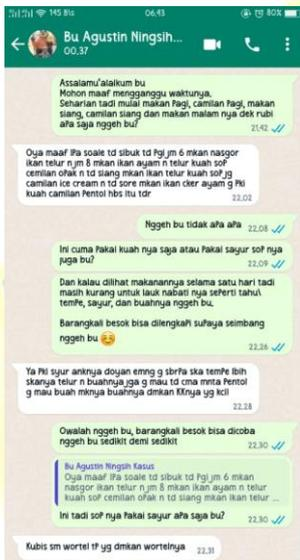 145 B/s
06.43
80%
Bu Agustin Ningsih...
00.37
Assalamu'alaikum bu
Mohon maaf mengganggu waktunya.
Seharian tadi mulai makan Pagi, camilan Pagi, makan
siang, camilan siang dan makan malam nya dek rubi
aPa saja nggeh bu?
21,42
Oya maaf IPa soale td sibuk td Pgi jm 6 mkan nasgor
ikan telur n jm 8 mkan ikan ayam n telur kuah soP
cemilan oPak n td siang mkan ikan telur kuah soP jg
camilan ice cream n td sore mkan ikan cker ayam g Pki
kuah camilan Pentol hbs itu tdr
22,02
Nggeh bu tidak aPa aPa
22,08
Ini cuma Pakai kuah nya saja atau Pakai sayur soP nya
juga bu?
22,09
Dan kalau dilihat makanannya selama satu hari tadi
masih kurang untuk lauk nabati nya sePerti tahu\
temPe, sayur, dan buahnya nggeh bu,
Barangkali besok bisa dilengkaPi suPaya seimbang
nggeh bu 😊
22,26
Ya Pki syur anknya doyan emng g sbrPa ska temPe lbih
skanya telur n buahnya jga g mau td cma mnta Pentol
g mau buah mknya buahnya dmkan KKnya yg kcil
22,28
Owalah nggeh bu, barangkali besok bisa dicoba
nggeh bu sedikit demi sedikit
22,30
Bu Agustin Ningsih Kasus
Oya maaf IPa soale td sibuk td Pgi jm 6 mkan
nasgor ikan telur n jm 8 mkan ikan ayam n telur
kuah soP cemilan oPak n td siang mkan ikan telur ...
Ini tadi soP nya Pakai sayur aPa saja bu?
22,30
Kubis sm wortel tP yg dmkan wortelnya
22,31